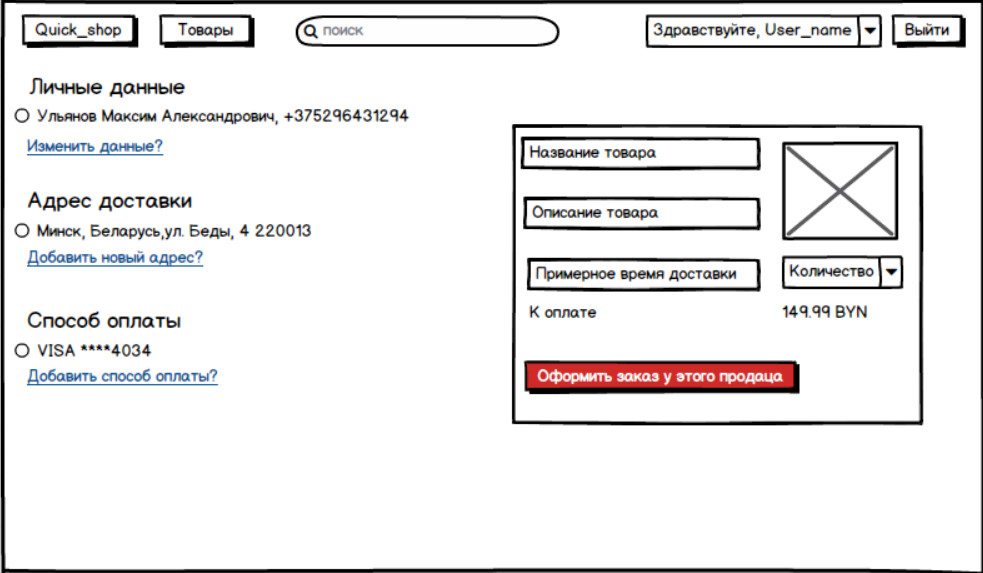 Quick_shop Товары поиск Здравствуйте, User_name Выйти
Личные данные
Ульянов Максим Александрович, +375296431294
Изменить данные?
Адрес доставки
Минск, Беларусь,ул. Беды, 4 220013
Добавить новый адрес?
Способ оплаты
VISA ****4034
Добавить способ оплаты?
Название товара
Описание товара
Примерное время доставки Количество
К оплате 149.99 BYN
Оформить заказ у этого продаца